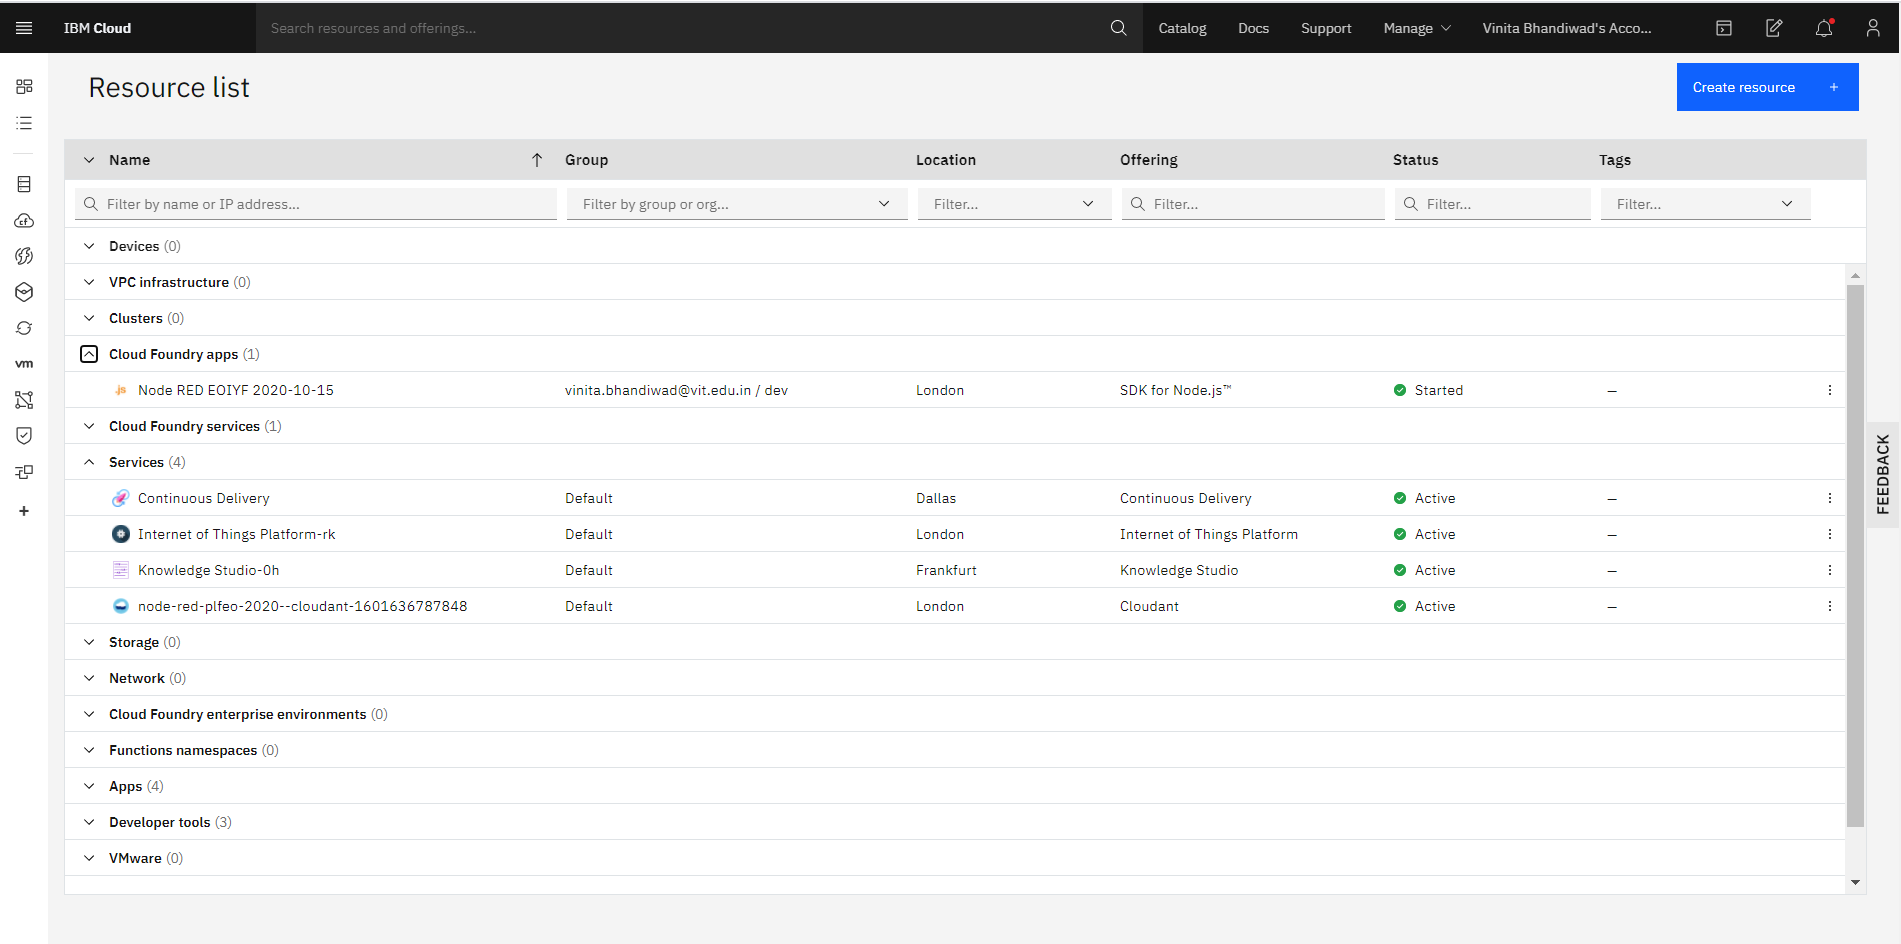 IBM Cloud Search resources and offerings... Catalog Docs Support Manage Vinita Bhandiwad's Acco...
Resource list Create resource +
Name Group Location Offering Status Tags
Filter by name or IP address... Filter by group or org... Filter... Filter... Filter... Filter...
Devices (0)
VPC infrastructure (0)
Clusters (0)
Cloud Foundry apps (1)
Node RED EOIYF 2020-10-15 vinita.bhandiwad@vit.edu.in / dev London SDK for Node.js™ Started –
Cloud Foundry services (1)
Services (4)
Continuous Delivery Default Dallas Continuous Delivery Active –
Internet of Things Platform-rk Default London Internet of Things Platform Active –
Knowledge Studio-0h Default Frankfurt Knowledge Studio Active –
node-red-plfeo-2020--cloudant-1601636787848 Default London Cloudant Active –
Storage (0)
Network (0)
Cloud Foundry enterprise environments (0)
Functions namespaces (0)
Apps (4)
Developer tools (3)
VMware (0)
cf
vm
FEEDBACK